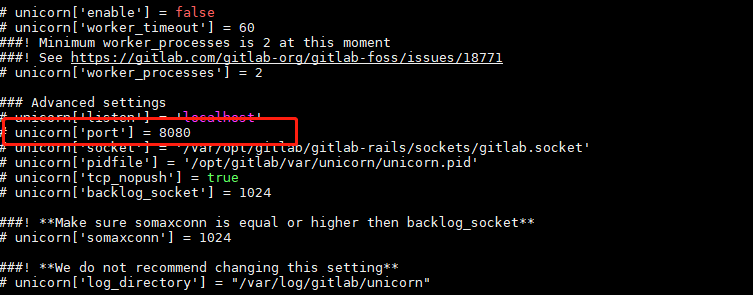 # unicorn['enable'] = false
# unicorn['worker_timeout'] = 60
###! Minimum worker_processes is 2 at this moment
###! See https://gitlab.com/gitlab-org/gitlab-foss/issues/18771
# unicorn['worker_processes'] = 2
### Advanced settings
# unicorn['listen'] = 'localhost'
# unicorn['port'] = 8080
# unicorn['socket'] = '/var/opt/gitlab/gitlab-rails/sockets/gitlab.socket'
# unicorn['pidfile'] = '/opt/gitlab/var/unicorn/unicorn.pid'
# unicorn['tcp_nopush'] = true
# unicorn['backlog_socket'] = 1024
###! **Make sure somaxconn is equal or higher then backlog_socket**
# unicorn['somaxconn'] = 1024
###! **We do not recommend changing this setting**
# unicorn['log_directory'] = "/var/log/gitlab/unicorn"